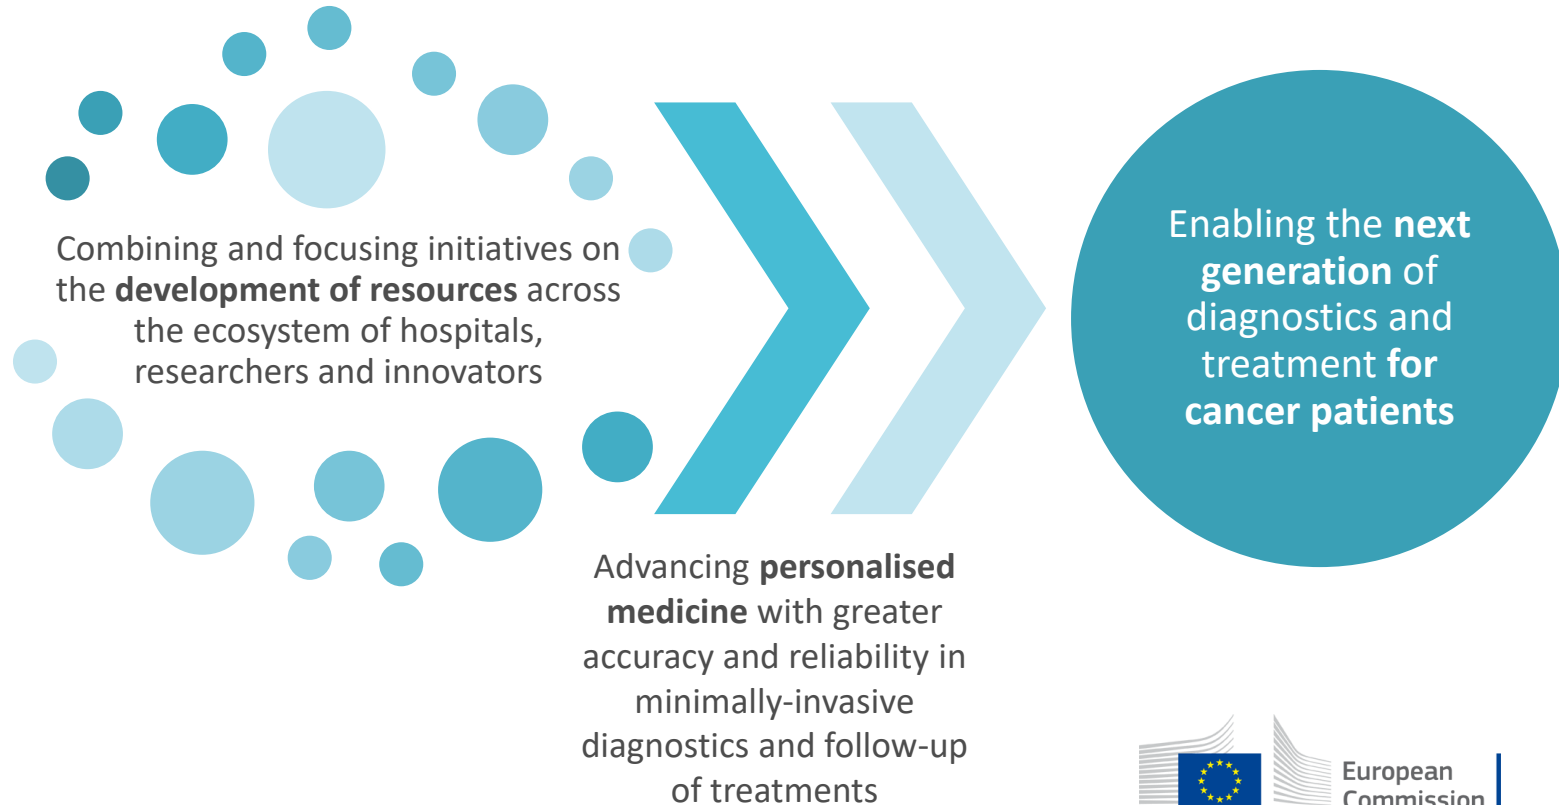 Combining and focusing initiatives on
the development of resources across
the ecosystem of hospitals,
researchers and innovators
Advancing personalised
medicine with greater
accuracy and reliability in
minimally-invasive
diagnostics and follow-up
of treatments
Enabling the next
generation of
diagnostics and
treatment for
cancer patients
European
Commission